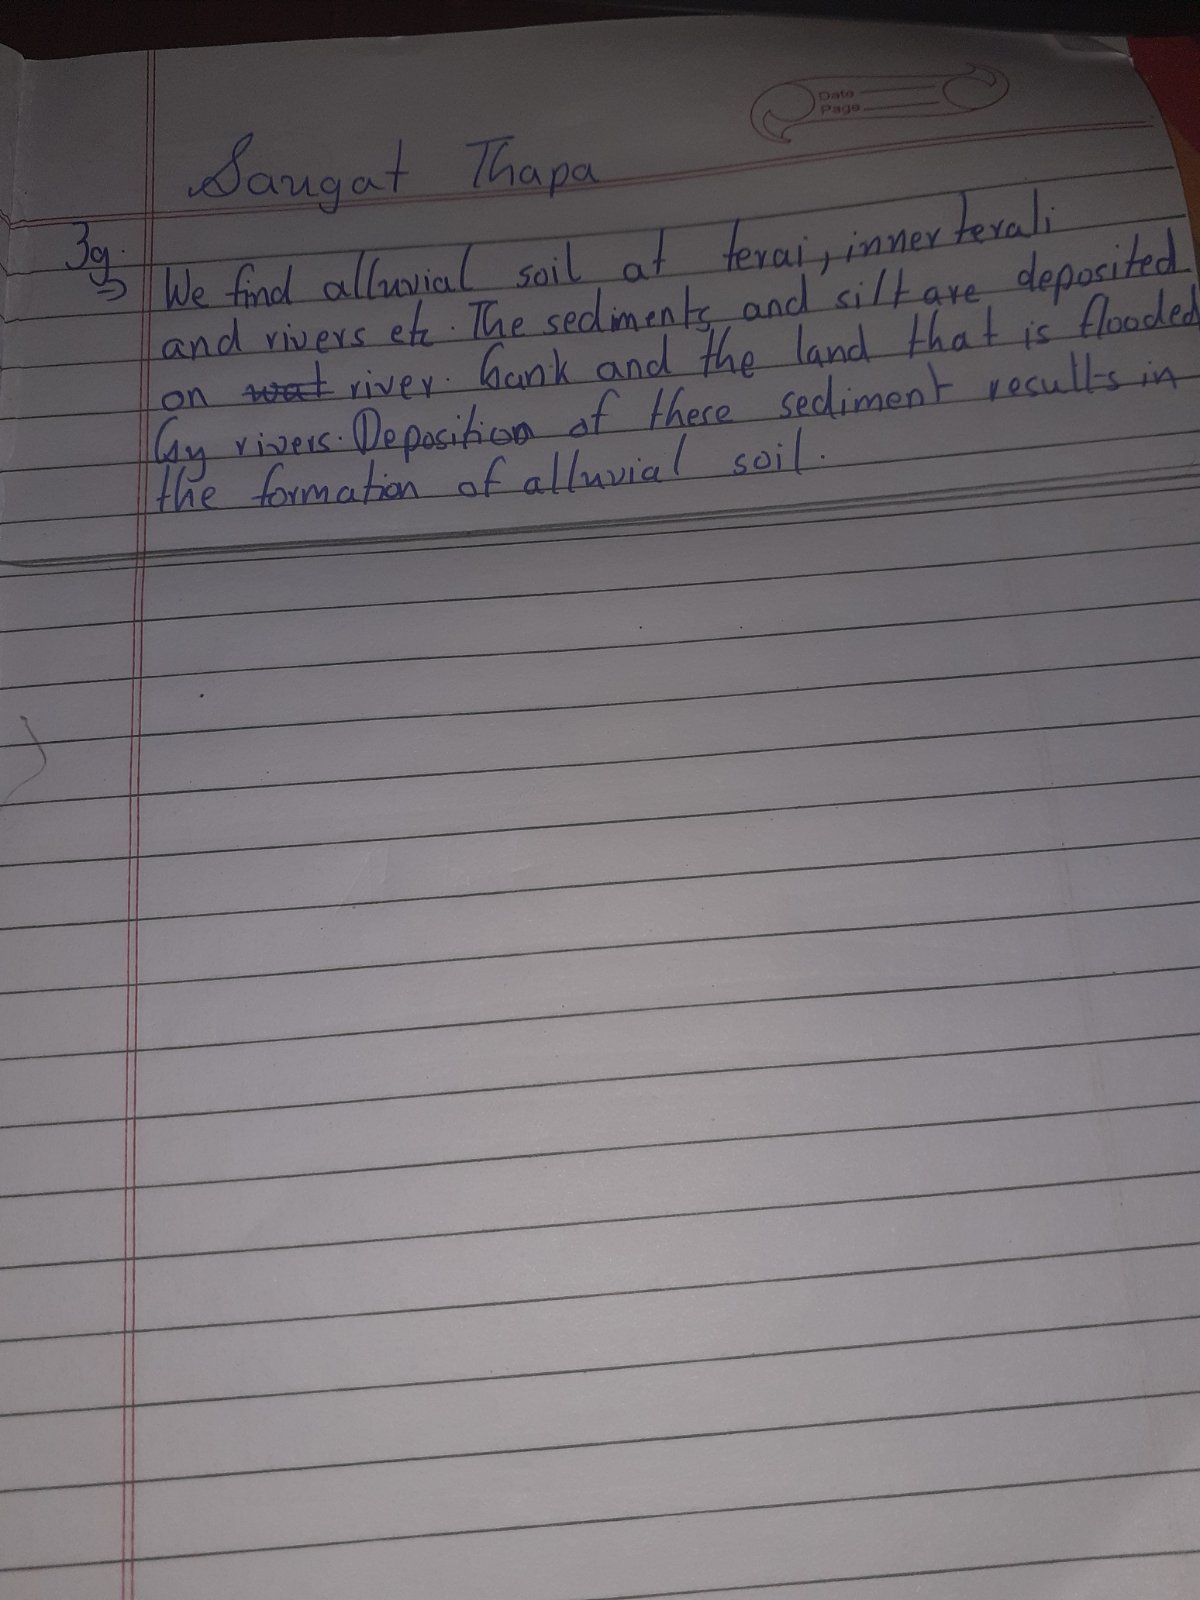 Date
Page
Saugat Thapa
3g.
⇒ We find alluvial soil at terai, inner terali
and rivers etc. The sediments and silt are deposited
on wat river. bank and the land that is flooded
by rivers. Deposition of these sediment results in
the formation of alluvial soil.